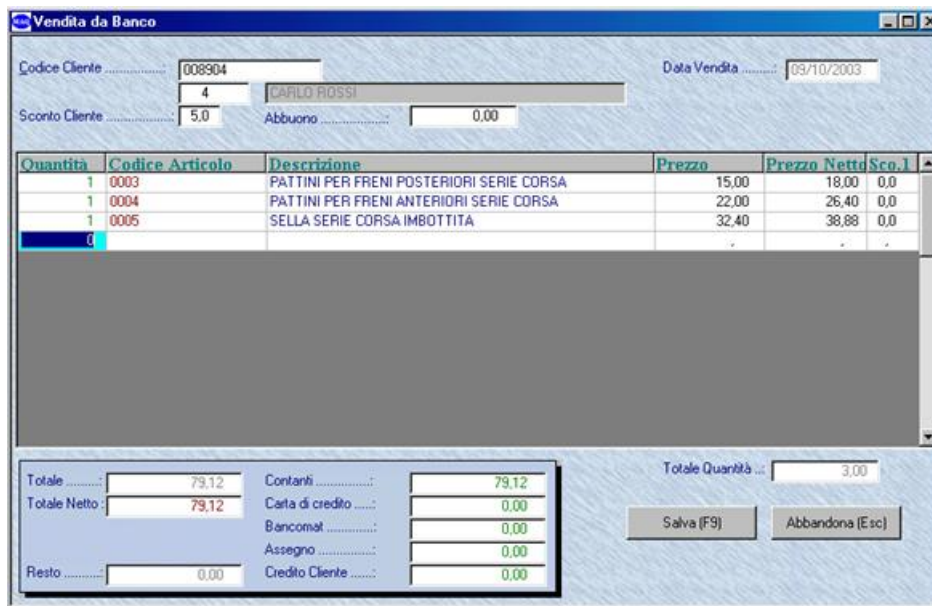 Vendita da Banco
Codice Cliente ................: 008904 Data Vendita .........: 09/10/2003
4 CARLO ROSSI
Sconto Cliente .................: 5,0 Abbuono .................: 0,00
Quantità Codice Articolo Descrizione Prezzo Prezzo Netto Sco.1
1 0003 PATTINI PER FRENI POSTERIORI SERIE CORSA 15,00 18,00 0,0
1 0004 PATTINI PER FRENI ANTERIORI SERIE CORSA 22,00 26,40 0,0
1 0005 SELLA SERIE CORSA IMBOTTITA 32,40 38,88 0,0
0 , , ,
Totale .........: 79,12 Contanti ..............: 79,12 Totale Quantità ..: 3,00
Totale Netto : 79,12 Carta di credito .....: 0,00
Bancomat ............: 0,00 Salva (F9) Abbandona (Esc)
Assegno ..............: 0,00
Resto ..........: 0,00 Credito Cliente ......: 0,00